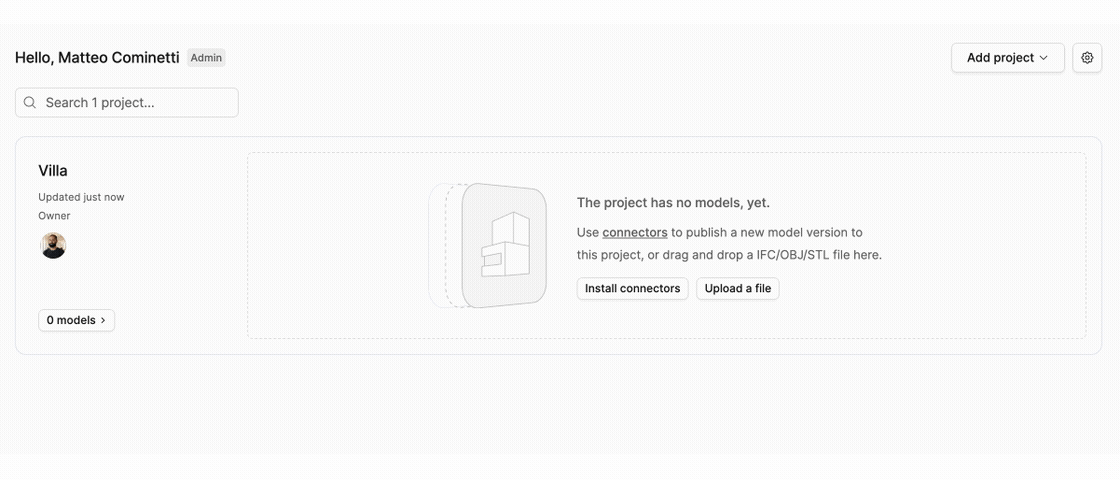 Hello, Matteo Cominetti Admin
Add project
Search 1 project...
Villa
Updated just now
Owner
0 models
The project has no models, yet.
Use connectors to publish a new model version to
this project, or drag and drop a IFC/OBJ/STL file here.
Install connectors
Upload a file